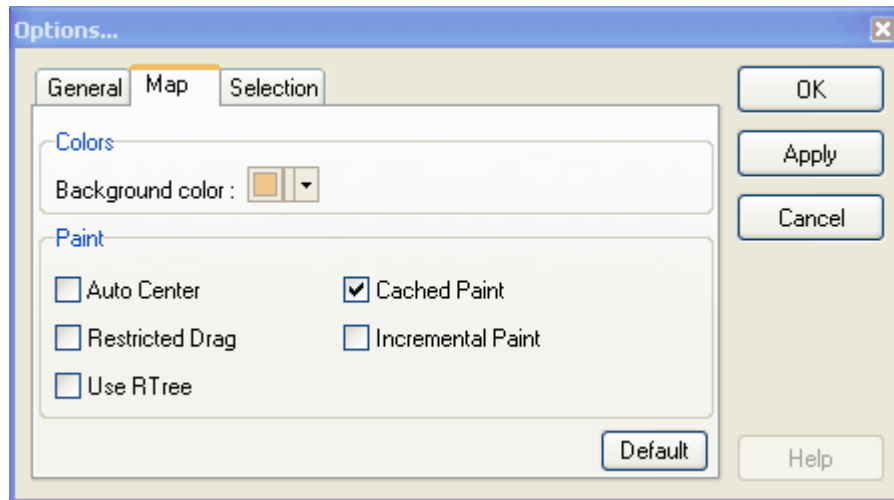 Options...
General Map Selection
OK
Apply
Cancel
Colors
Background color :
Paint
Auto Center Cached Paint
Restricted Drag Incremental Paint
Use RTree
Default
Help